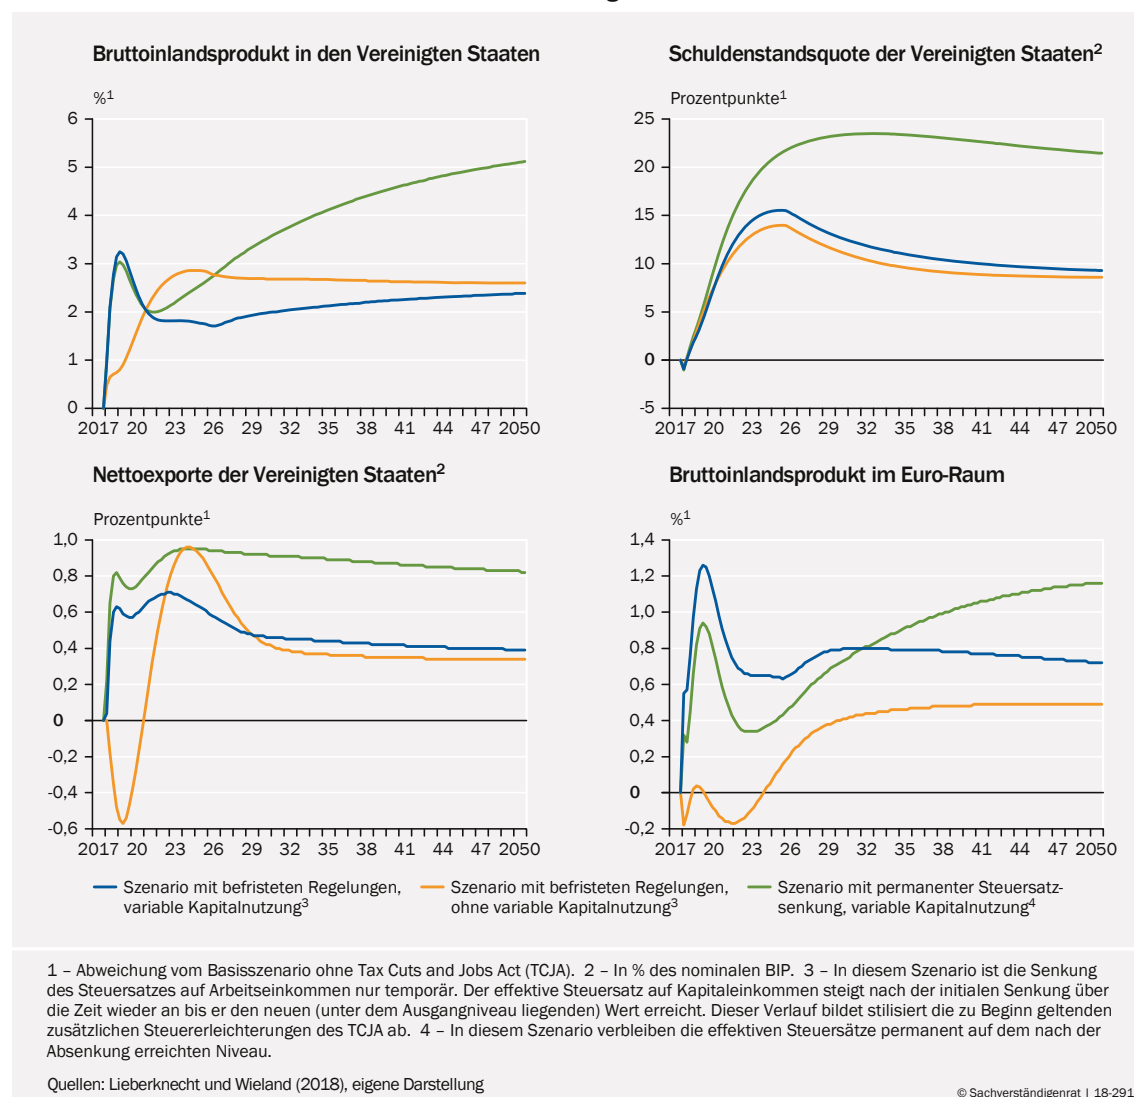 Bruttoinlandsprodukt in den Vereinigten Staaten
%1
6
5
4
3
2
1
0
2017 20 23 26 29 32 35 38 41 44 47 2050
Schuldenstandsquote der Vereinigten Staaten2
Prozentpunkte1
25
20
15
10
5
0
-5
2017 20 23 26 29 32 35 38 41 44 47 2050
Nettoexporte der Vereinigten Staaten2
Prozentpunkte1
1,0
0,8
0,6
0,4
0,2
0
-0,2
-0,4
-0,6
2017 20 23 26 29 32 35 38 41 44 47 2050
Bruttoinlandsprodukt im Euro-Raum
%1
1,4
1,2
1,0
0,8
0,6
0,4
0,2
0
-0,2
2017 20 23 26 29 32 35 38 41 44 47 2050
Szenario mit befristeten Regelungen,
variable Kapitalnutzung3
Szenario mit befristeten Regelungen,
ohne variable Kapitalnutzung3
Szenario mit permanenter Steuersatz-
senkung, variable Kapitalnutzung4
1 – Abweichung vom Basisszenario ohne Tax Cuts and Jobs Act (TCJA). 2 – In % des nominalen BIP. 3 – In diesem Szenario ist die Senkung
des Steuersatzes auf Arbeitseinkommen nur temporär. Der effektive Steuersatz auf Kapitaleinkommen steigt nach der initialen Senkung über
die Zeit wieder an bis er den neuen (unter dem Ausgangniveau liegenden) Wert erreicht. Dieser Verlauf bildet stilisiert die zu Beginn geltenden
zusätzlichen Steuererleichterungen des TCJA ab. 4 – In diesem Szenario verbleiben die effektiven Steuersätze permanent auf dem nach der
Absenkung erreichten Niveau.
Quellen: Lieberknecht und Wieland (2018), eigene Darstellung
© Sachverständigenrat | 18-291